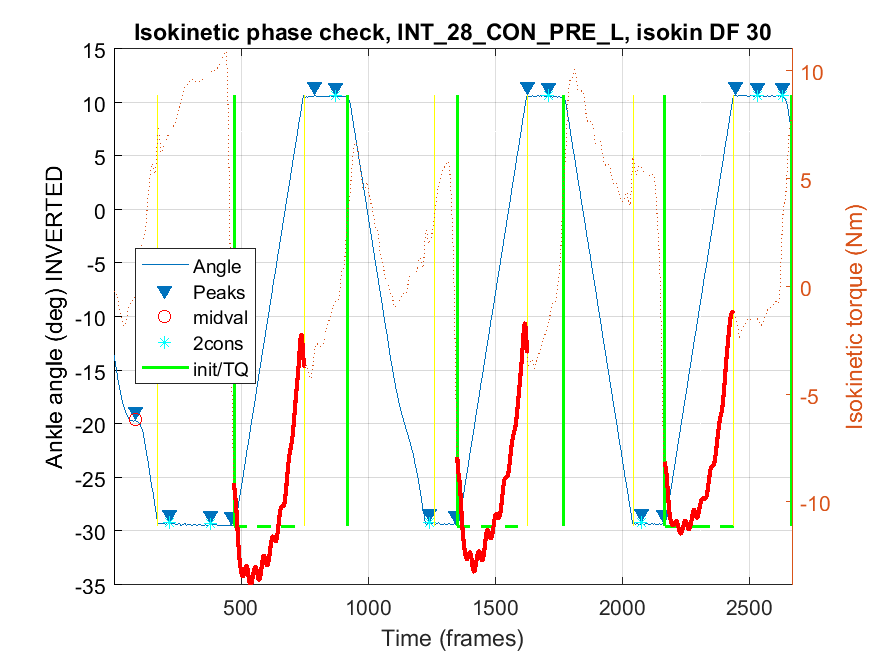 Isokinetic phase check, INT_28_CON_PRE_L, isokin DF 30
15
10
5
0
-5
-10
-15
-20
-25
-30
-35
Ankle angle (deg) INVERTED
Angle
Peaks
midval
2cons
init/TQ
10
5
0
-5
-10
Isokinetic torque (Nm)
500
1000
1500
2000
2500
Time (frames)